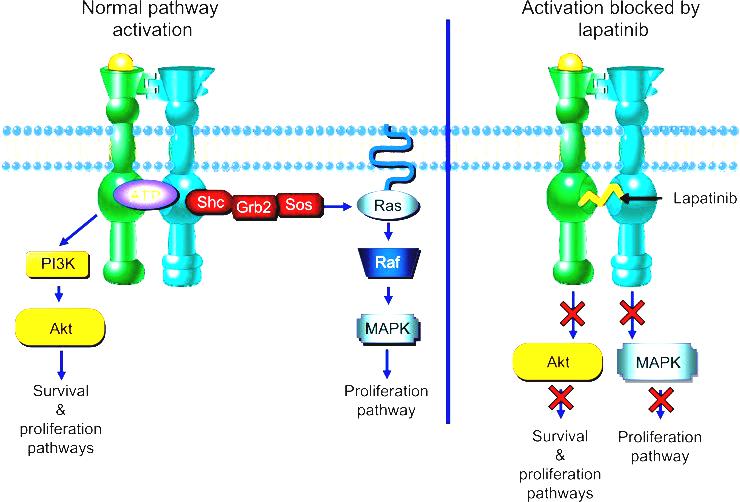 Normal pathway
activation
Activation blocked by
lapatinib
ATP
Shc
Grb2
Sos
Ras
Lapatinib
PI3K
Raf
Akt
MAPK
Akt
MAPK
Survival
&
proliferation
pathways
Proliferation
pathway
Survival
&
proliferation
pathways
Proliferation
pathway